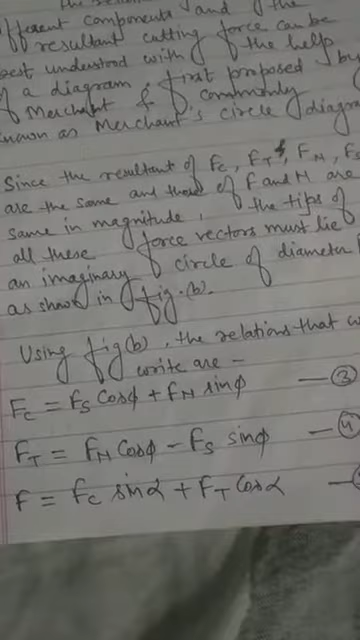 different components and the
resultant cutting force can be
best understood with the help
of a diagram first proposed by
Merchant & commonly
known as Merchant's circle diagram
Since the resultant of Fc, FT, FN, Fs
are the same and those of F and N are
same in magnitude, the tips of
all these force vectors must lie
an imaginary circle of diameter
as shown in fig.(b).
Using fig(b), the relations that
write are -
Fc = Fs Cosφ + FN sinφ — ③
FT = FN Cosφ - Fs sinφ — ④
F = Fc sinα + FT Cosα —